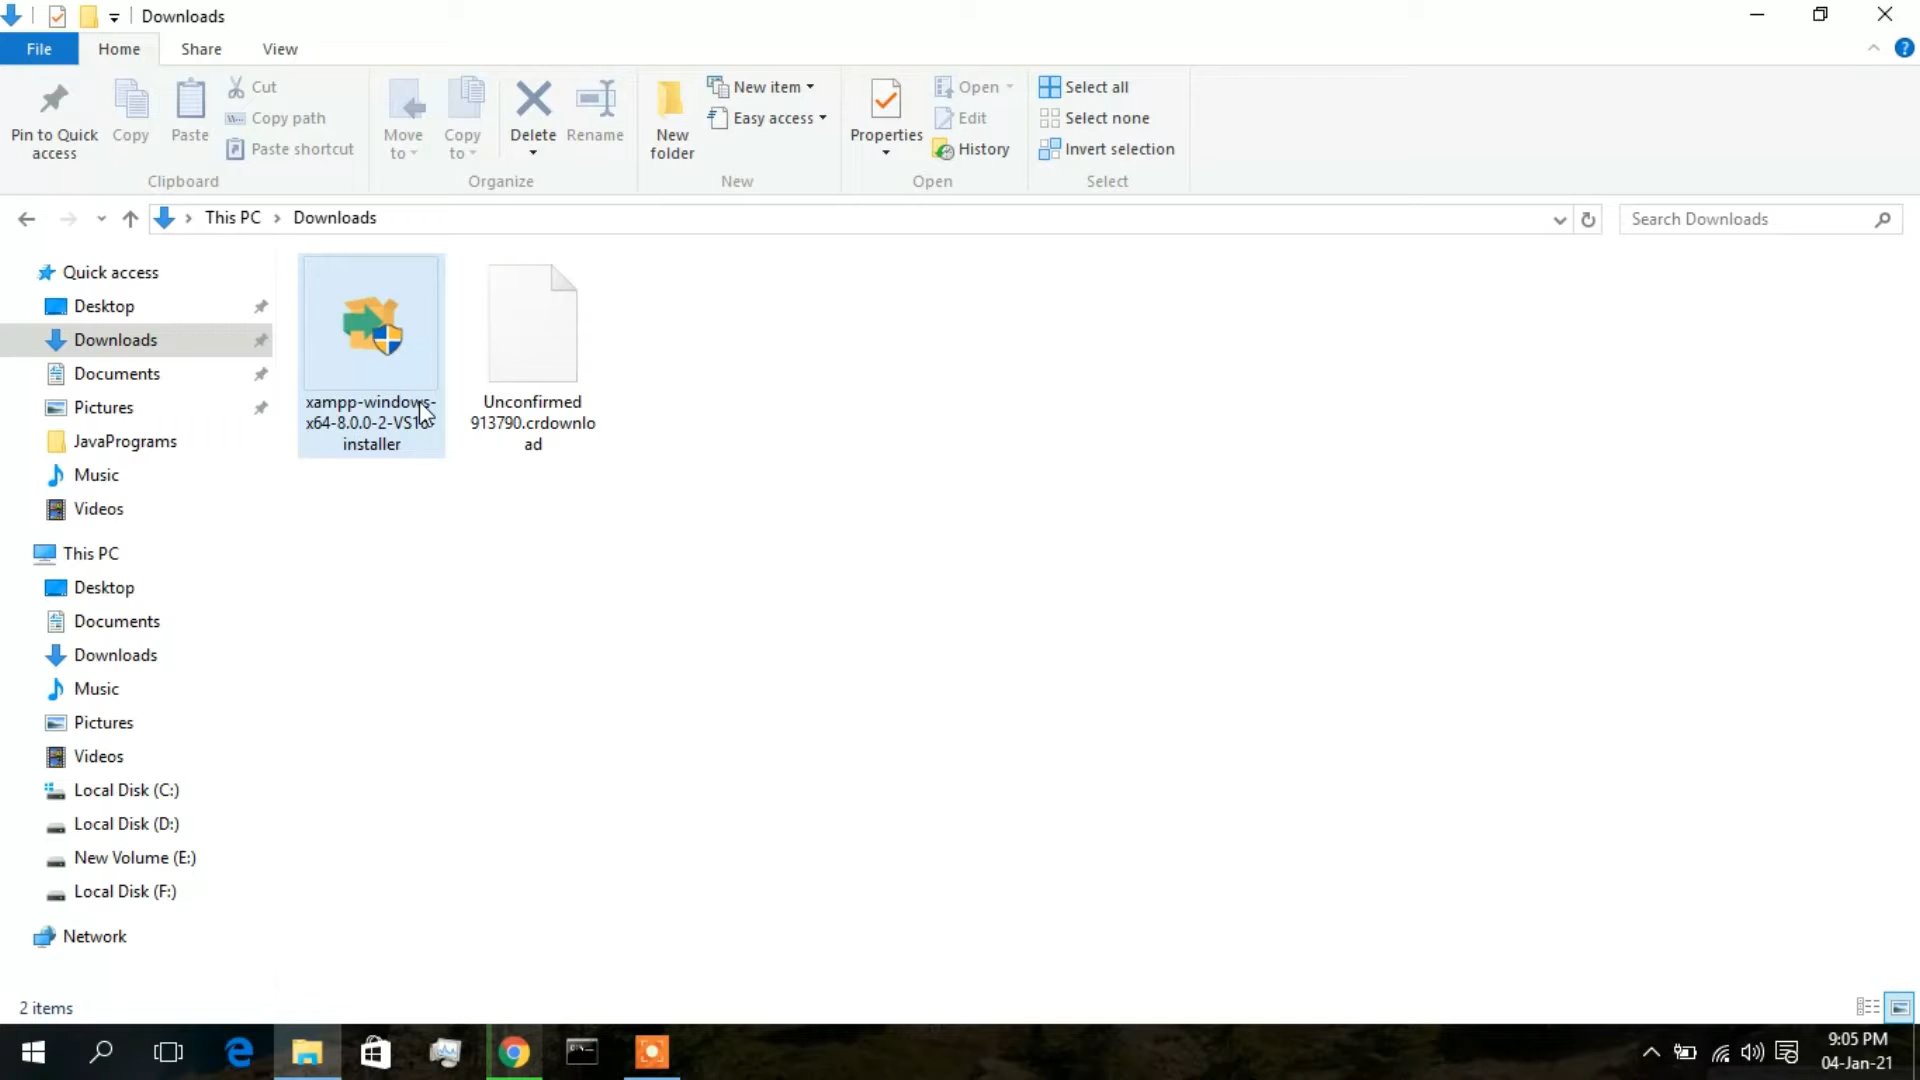 Downloads
File Home Share View
Pin to Quick access
Copy
Paste
Cut
Copy path
Paste shortcut
Clipboard
Move to
Copy to
Delete
Rename
Organize
New folder
New item
Easy access
New
Properties
Open
Edit
History
Open
Select all
Select none
Invert selection
Select
This PC > Downloads
Search Downloads
Quick access
Desktop
Downloads
Documents
Pictures
JavaPrograms
Music
Videos
This PC
Desktop
Documents
Downloads
Music
Pictures
Videos
Local Disk (C:)
Local Disk (D:)
New Volume (E:)
Local Disk (F:)
Network
xampp-windows-
x64-8.0.0-2-
installer
Unconfirmed
913790.crdownlo
ad
2 items
9:05 PM
04-Jan-21